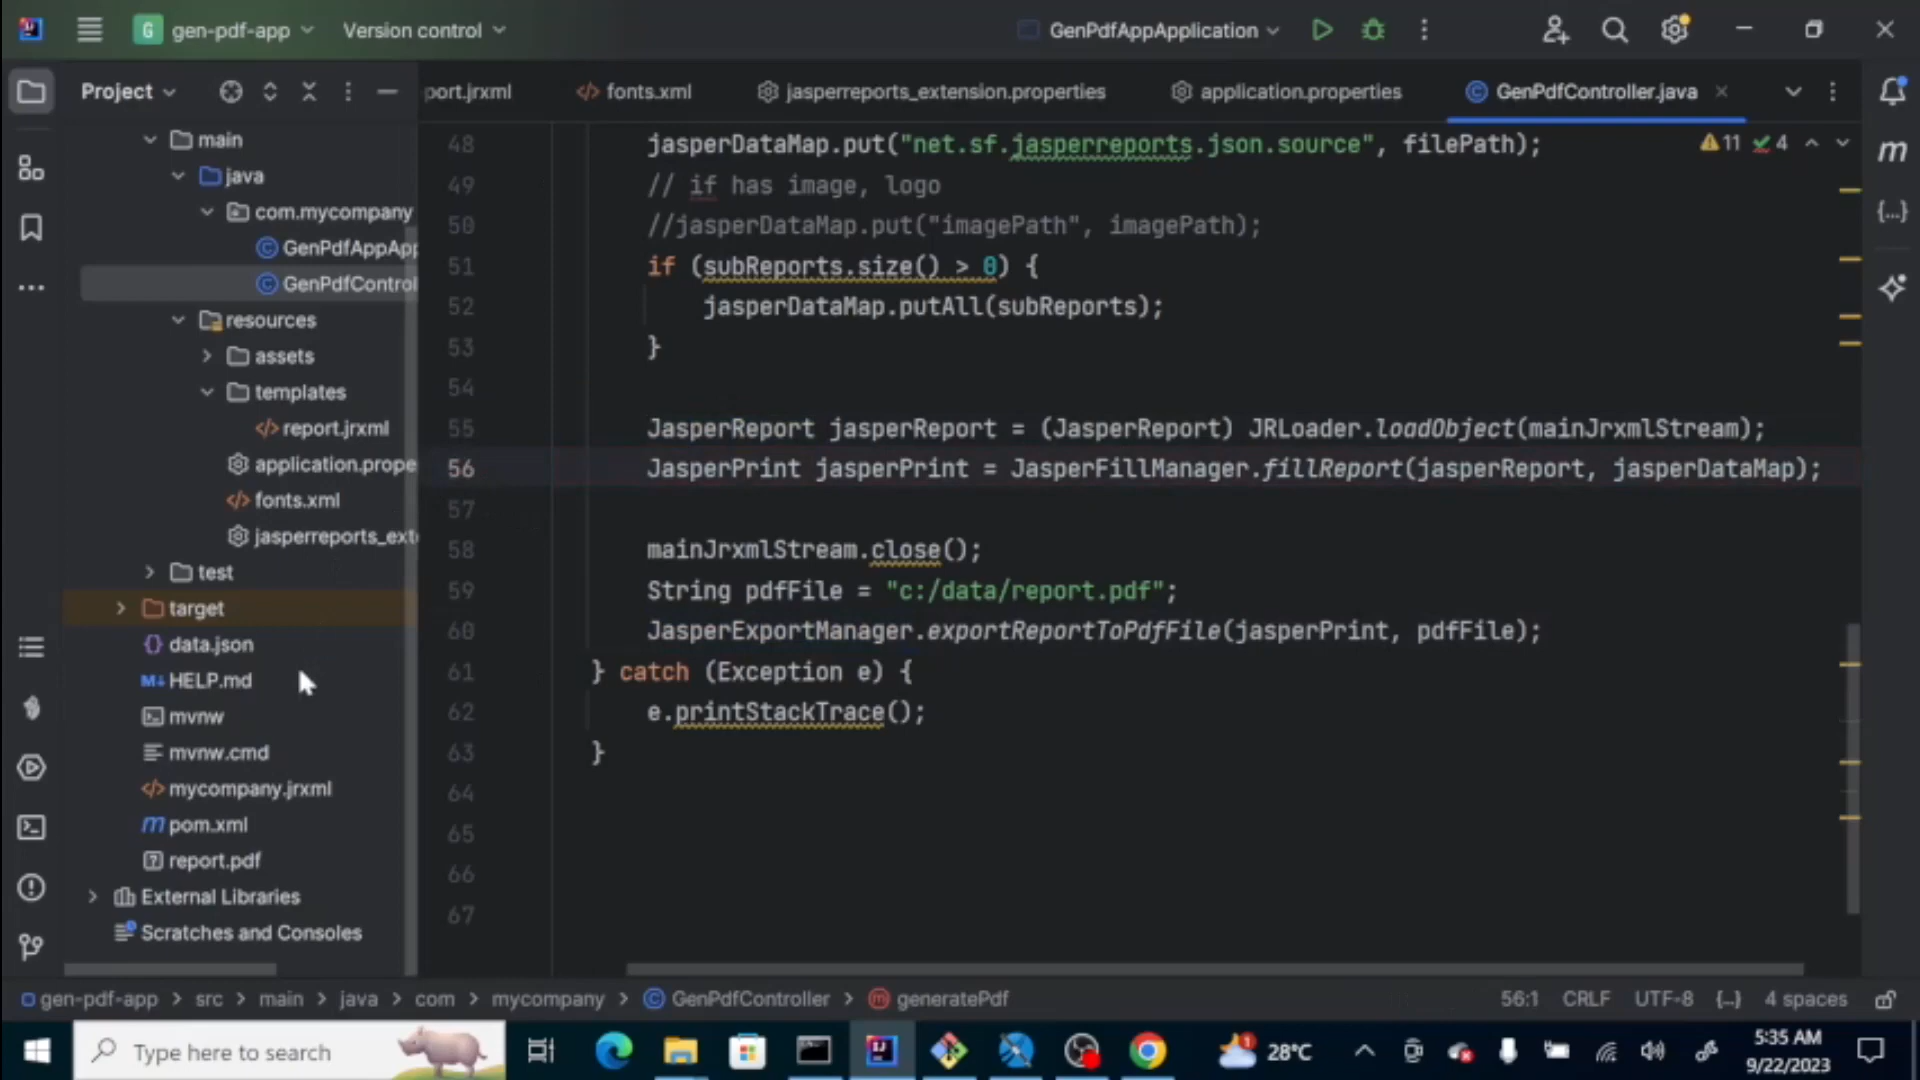 G gen-pdf-app Version control GenPdfAppApplication
Project port.jrxml fonts.xml jasperreports_extension.properties application.properties GenPdfController.java
main
java
com.mycompany
GenPdfAppApp
GenPdfControl
resources
assets
templates
report.jrxml
application.prope
fonts.xml
jasperreports_exte
test
target
data.json
HELP.md
mvnw
mvnw.cmd
mycompany.jrxml
pom.xml
report.pdf
External Libraries
Scratches and Consoles
48 jasperDataMap.put("net.sf.jasperreports.json.source", filePath);
49 // if has image, logo
50 //jasperDataMap.put("imagePath", imagePath);
51 if (subReports.size() > 0) {
52 jasperDataMap.putAll(subReports);
53 }
54
55 JasperReport jasperReport = (JasperReport) JRLoader.loadObject(mainJrxmlStream);
56 JasperPrint jasperPrint = JasperFillManager.fillReport(jasperReport, jasperDataMap);
57
58 mainJrxmlStream.close();
59 String pdfFile = "c:/data/report.pdf";
60 JasperExportManager.exportReportToPdfFile(jasperPrint, pdfFile);
61 } catch (Exception e) {
62 e.printStackTrace();
63 }
64
65
66
67
11 4
gen-pdf-app > src > main > java > com > mycompany > GenPdfController > generatePdf 56:1 CRLF UTF-8 {..} 4 spaces
Type here to search 1 28°C 5:35 AM
9/22/2023